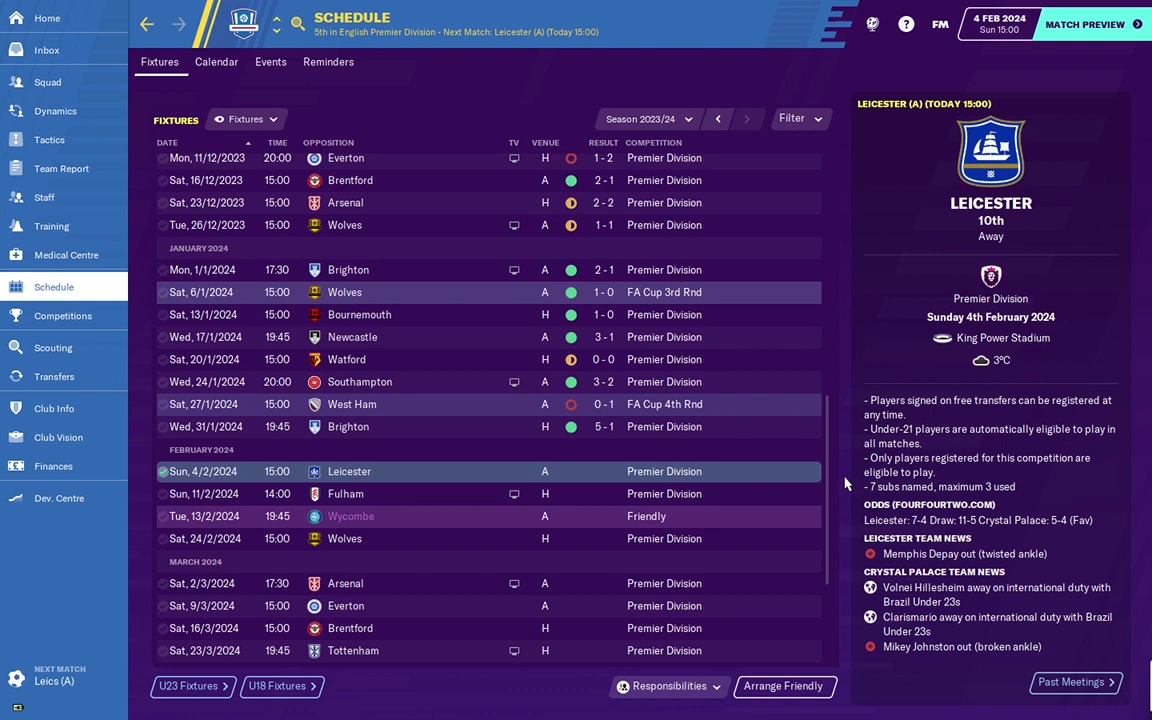 Home
Inbox
Squad
Dynamics
Tactics
Team Report
Staff
Training
Medical Centre
Schedule
Competitions
Scouting
Transfers
Club Info
Club Vision
Finances
Dev. Centre
NEXT MATCH
Leics (A)
SCHEDULE
5th in English Premier Division - Next Match: Leicester (A) (Today 15:00)
? FM
4 FEB 2024
Sun 15:00
MATCH PREVIEW
Fixtures Calendar Events Reminders
FIXTURES Fixtures Season 2023/24 Filter
DATE TIME OPPOSITION TV VENUE RESULT COMPETITION
Mon, 11/12/2023 20:00 Everton H 1 - 2 Premier Division
Sat, 16/12/2023 15:00 Brentford A 2 - 1 Premier Division
Sat, 23/12/2023 15:00 Arsenal H 2 - 2 Premier Division
Tue, 26/12/2023 15:00 Wolves A 1 - 1 Premier Division
JANUARY 2024
Mon, 1/1/2024 17:30 Brighton A 2 - 1 Premier Division
Sat, 6/1/2024 15:00 Wolves A 1 - 0 FA Cup 3rd Rnd
Sat, 13/1/2024 15:00 Bournemouth H 1 - 0 Premier Division
Wed, 17/1/2024 19:45 Newcastle A 3 - 1 Premier Division
Sat, 20/1/2024 15:00 Watford H 0 - 0 Premier Division
Wed, 24/1/2024 20:00 Southampton A 3 - 2 Premier Division
Sat, 27/1/2024 15:00 West Ham A 0 - 1 FA Cup 4th Rnd
Wed, 31/1/2024 19:45 Brighton H 5 - 1 Premier Division
FEBRUARY 2024
Sun, 4/2/2024 15:00 Leicester A Premier Division
Sun, 11/2/2024 14:00 Fulham H Premier Division
Tue, 13/2/2024 19:45 Wycombe A Friendly
Sat, 24/2/2024 15:00 Wolves H Premier Division
MARCH 2024
Sat, 2/3/2024 17:30 Arsenal A Premier Division
Sat, 9/3/2024 15:00 Everton A Premier Division
Sat, 16/3/2024 15:00 Brentford H Premier Division
Sat, 23/3/2024 19:45 Tottenham H Premier Division
U23 Fixtures U18 Fixtures Responsibilities Arrange Friendly
LEICESTER (A) (TODAY 15:00)
LEICESTER
10th
Away
Premier Division
Sunday 4th February 2024
King Power Stadium
3ºC
- Players signed on free transfers can be registered at
any time.
- Under-21 players are automatically eligible to play in
all matches.
- Only players registered for this competition are
eligible to play.
- 7 subs named, maximum 3 used
ODDS (FOURFOURTWO.COM)
Leicester: 7-4 Draw: 11-5 Crystal Palace: 5-4 (Fav)
LEICESTER TEAM NEWS
Memphis Depay out (twisted ankle)
CRYSTAL PALACE TEAM NEWS
Volnei Hillesheim away on international duty with
Brazil Under 23s
Clarismario away on international duty with Brazil
Under 23s
Mikey Johnston out (broken ankle)
Past Meetings